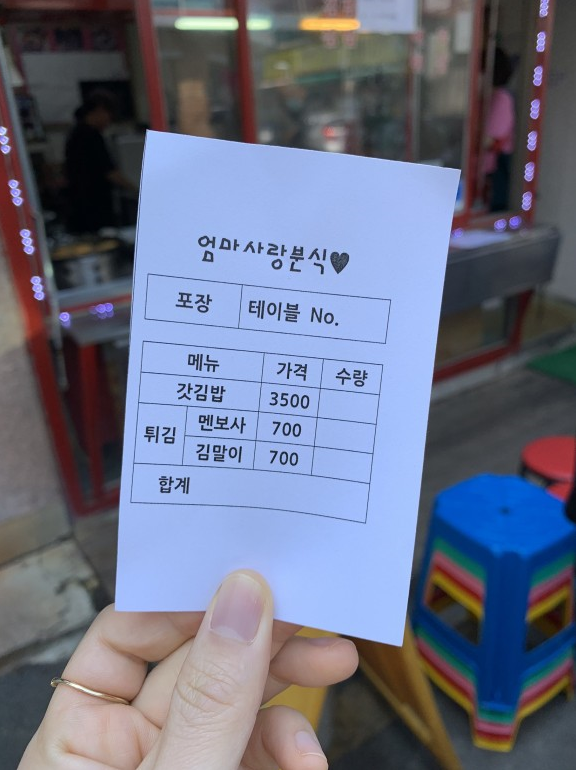 엄마사랑분식♥
포장 테이블 No.
메뉴 가격 수량
갓김밥 3500
튀김 멘보사 700
김말이 700
합계